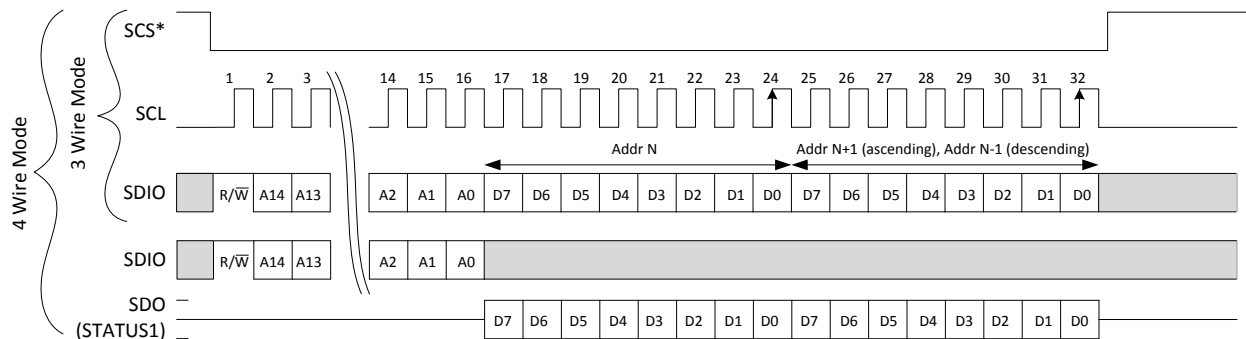 4 Wire Mode
3 Wire Mode
SCS*
1 2 3 14 15 16 17 18 19 20 21 22 23 24 25 26 27 28 29 30 31 32
SCL
Addr N Addr N+1 (ascending), Addr N-1 (descending)
SDIO R/W̅ A14 A13 A2 A1 A0 D7 D6 D5 D4 D3 D2 D1 D0 D7 D6 D5 D4 D3 D2 D1 D0
SDIO R/W̅ A14 A13 A2 A1 A0
SDO
(STATUS1) D7 D6 D5 D4 D3 D2 D1 D0 D7 D6 D5 D4 D3 D2 D1 D0